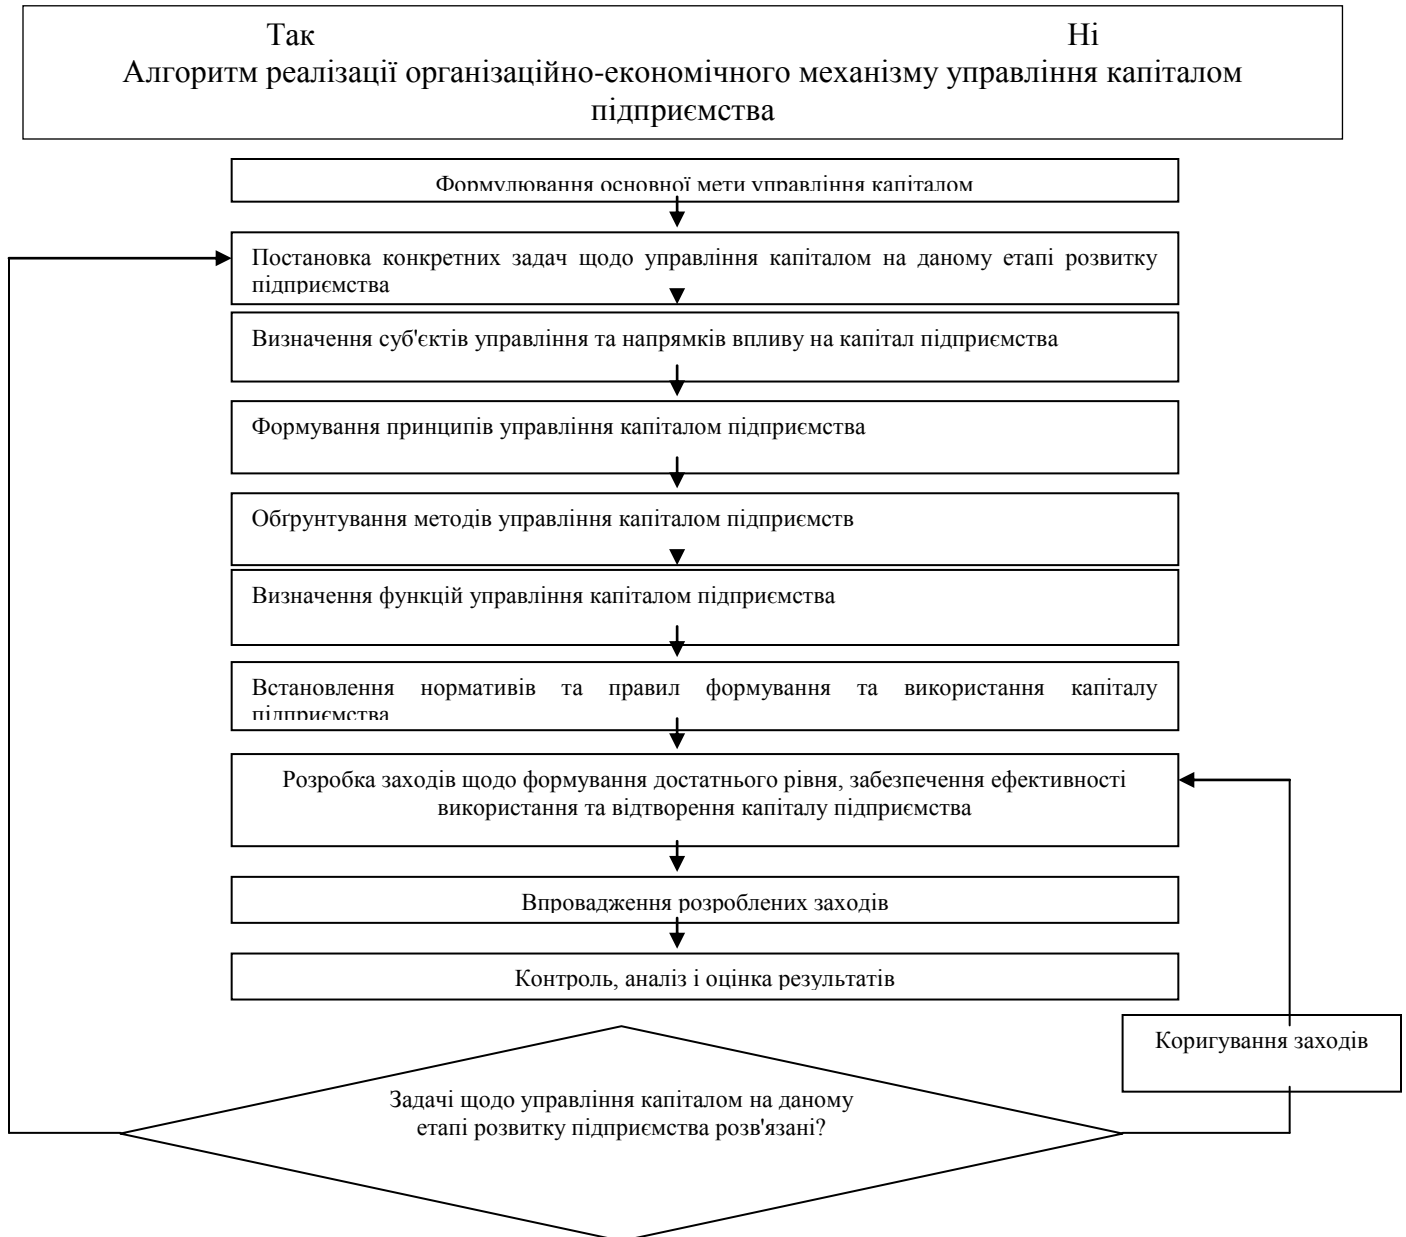 Так Ні
Алгоритм реалізації організаційно-економічного механізму управління капіталом
підприємства
Формулювання основної мети управління капіталом
Постановка конкретних задач щодо управління капіталом на даному етапі розвитку
підприємства
Визначення суб'єктів управління та напрямків впливу на капітал підприємства
Формування принципів управління капіталом підприємства
Обґрунтування методів управління капіталом підприємств
Визначення функцій управління капіталом підприємства
Встановлення нормативів та правил формування та використання капіталу
підприємства
Розробка заходів щодо формування достатнього рівня, забезпечення ефективності
використання та відтворення капіталу підприємства
Впровадження розроблених заходів
Контроль, аналіз і оцінка результатів
Коригування заходів
Задачі щодо управління капіталом на даному
етапі розвитку підприємства розв'язані?